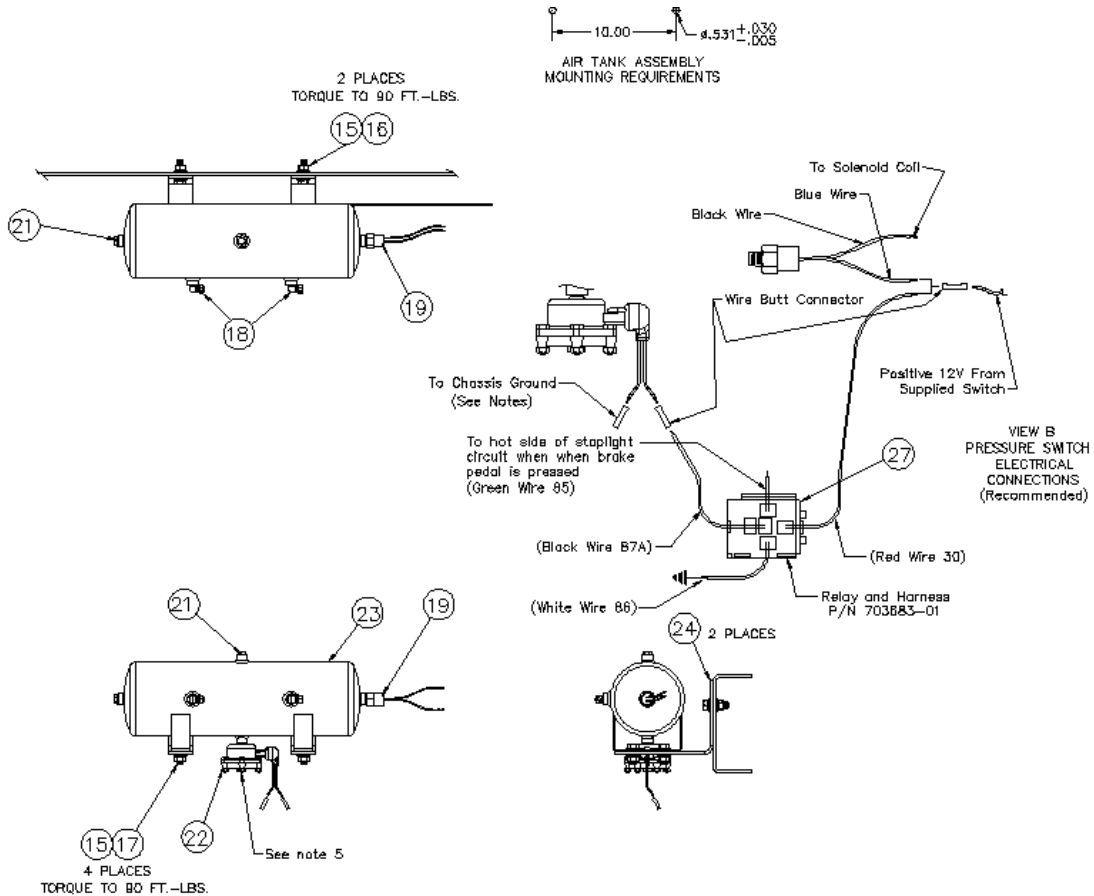 10.00
ø.531 +.030 -.005
AIR TANK ASSEMBLY
MOUNTING REQUIREMENTS
2 PLACES
TORQUE TO 90 FT.-LBS.
15 16
21
19
18
To Solenoid Coil
Blue Wire
Black Wire
Wire Butt Connector
Positive 12V From
Supplied Switch
To Chassis Ground
(See Notes)
To hot side of stoplight
circuit when when brake
pedal is pressed
(Green Wire 85)
27
VIEW B
PRESSURE SWITCH
ELECTRICAL
CONNECTIONS
(Recommended)
(Black Wire 87A)
(Red Wire 30)
(White Wire 86)
Relay and Harness
P/N 703683-01
21
23
19
24 2 PLACES
15 17
22
See note 5
4 PLACES
TORQUE TO 90 FT.-LBS.